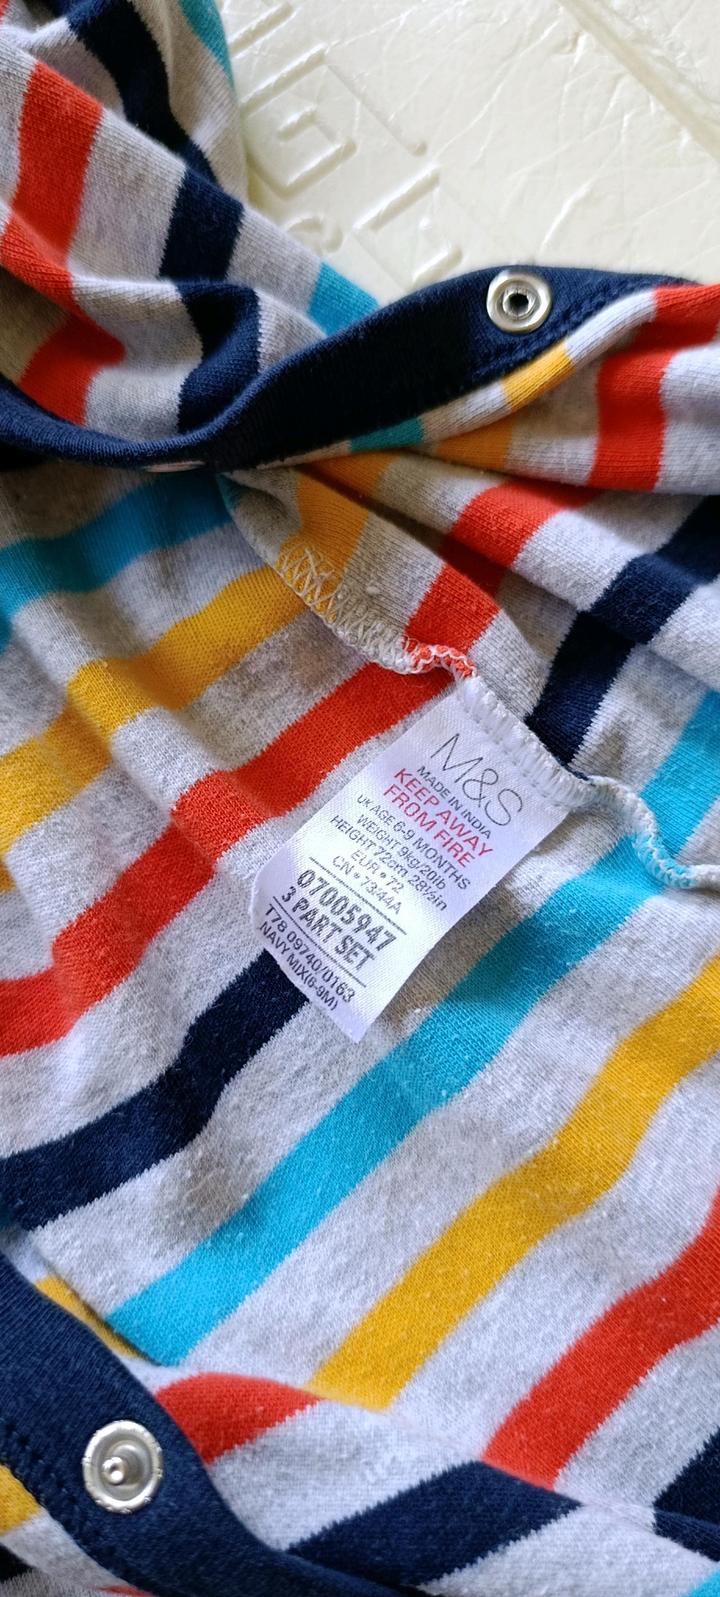 M&S
MADE IN INDIA
KEEP AWAY
FROM FIRE
UK AGE 6-9 MONTHS
WEIGHT 9kg/20lb
HEIGHT 72cm 28½in
EUR • 72
CN • 73/44A
07005947
3 PART SET
T78 09740/0163
NAVY MIX(6-9M)